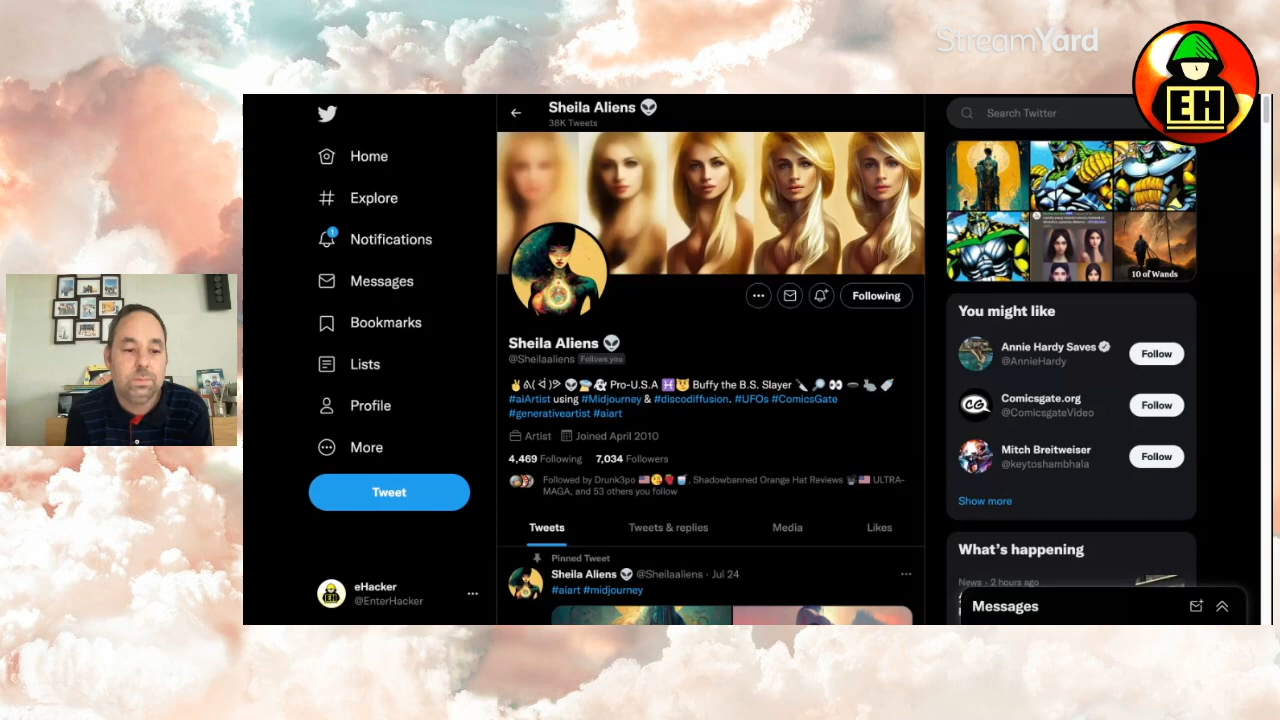 StreamYard
EH
Home
Explore
1
Notifications
Messages
Bookmarks
Lists
Profile
More
Tweet
eHacker
@EnterHacker
Sheila Aliens 👽
38K Tweets
Following
Sheila Aliens 👽
@Sheilaaliens Follows you
Pro-U.S.A ♓ Buffy the B.S. Slayer
#aiArtist using #Midjourney & #discodiffusion. #UFOs #ComicsGate
#generativeartist #aiart
Artist Joined April 2010
4,469 Following 7,034 Followers
Followed by Drunk3po, Shadowbanned Orange Hat Reviews ULTRA-
MAGA, and 53 others you follow
Tweets Tweets & replies Media Likes
Pinned Tweet
Sheila Aliens 👽 @Sheilaaliens · Jul 24
#aiart #midjourney
Search Twitter
10 of Wands
You might like
Annie Hardy Saves
@AnnieHardy
Follow
CG
Comicsgate.org
@ComicsgateVideo
Follow
Mitch Breitweiser
@keytoshambhala
Follow
Show more
What's happening
News · 2 hours ago
Messages